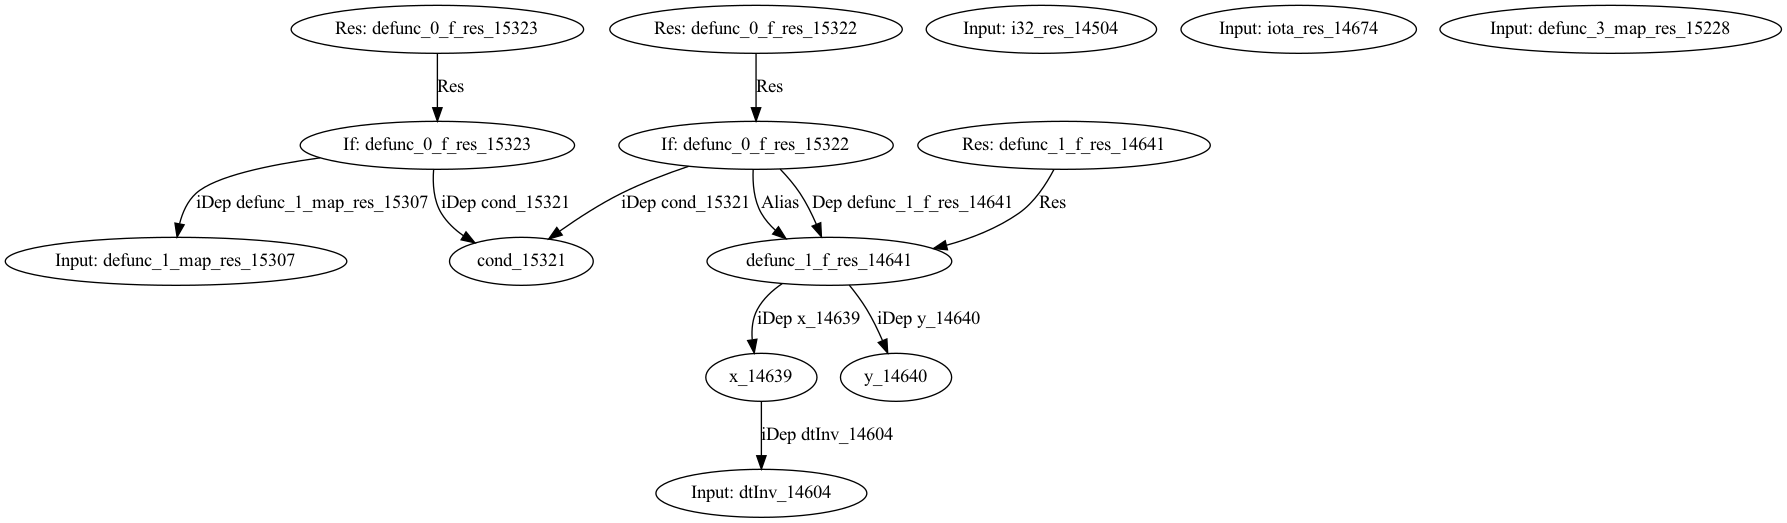 Res: defunc_0_f_res_15323
Res: defunc_0_f_res_15322
Input: i32_res_14504
Input: iota_res_14674
Input: defunc_3_map_res_15228
Res
Res
If: defunc_0_f_res_15323
If: defunc_0_f_res_15322
Res: defunc_1_f_res_14641
iDep defunc_1_map_res_15307
iDep cond_15321
iDep cond_15321
Alias
Dep defunc_1_f_res_14641
Res
Input: defunc_1_map_res_15307
cond_15321
defunc_1_f_res_14641
iDep x_14639
iDep y_14640
x_14639
y_14640
iDep dtInv_14604
Input: dtInv_14604